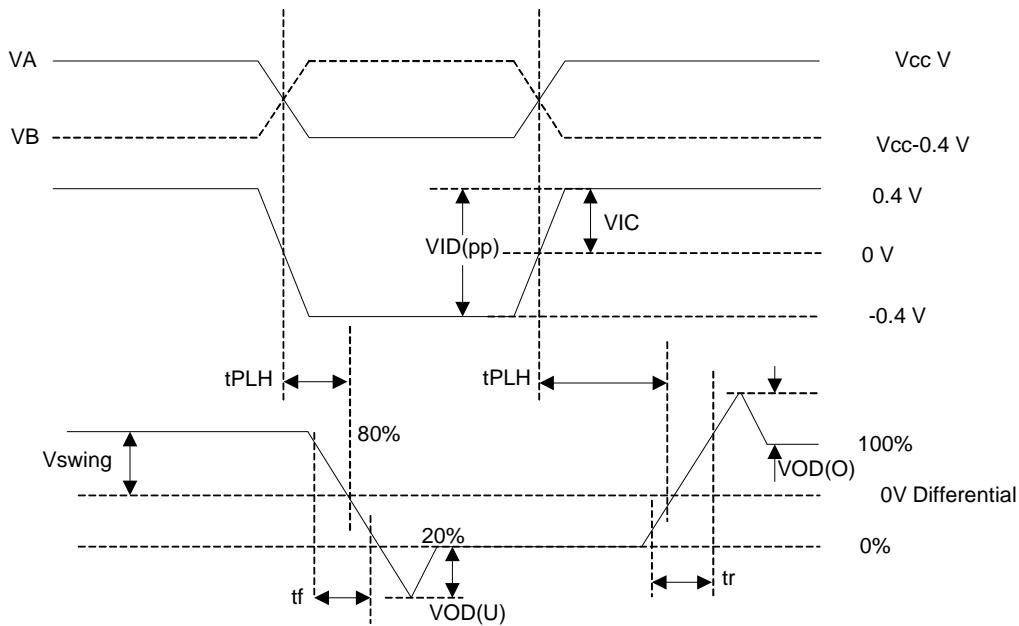 VA
Vcc V
VB
Vcc-0.4 V
0.4 V
VIC
VID(pp)
0 V
-0.4 V
tPLH
tPLH
80%
100%
Vswing
VOD(O)
0V Differential
20%
0%
tf
VOD(U)
tr